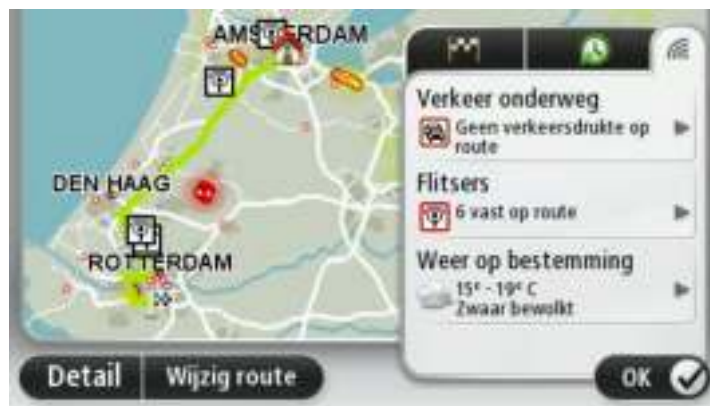 AMSTERDAM
DEN HAAG
ROTTERDAM
Verkeer onderweg
Geen verkeersdrukte op
route
Flitsers
6 vast op route
Weer op bestemming
15° - 19° C
Zwaar bewolkt
Detail
Wijzig route
OK